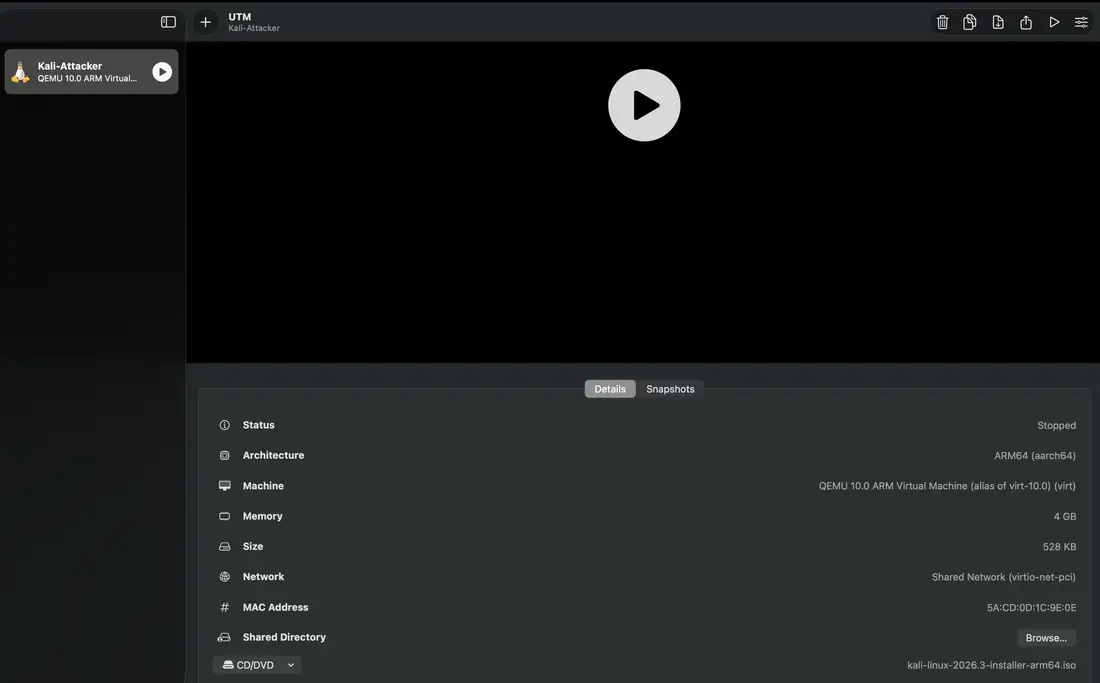 UTM
Kali-Attacker
Kali-Attacker
QEMU 10.0 ARM Virtual...
Details
Snapshots
Status
Stopped
Architecture
ARM64 (aarch64)
Machine
QEMU 10.0 ARM Virtual Machine (alias of virt-10.0) (virt)
Memory
4 GB
Size
528 KB
Network
Shared Network (virtio-net-pci)
# MAC Address
5A:CD:0D:1C:9E:0E
Shared Directory
Browse...
CD/DVD
kali-linux-2026.3-installer-arm64.iso